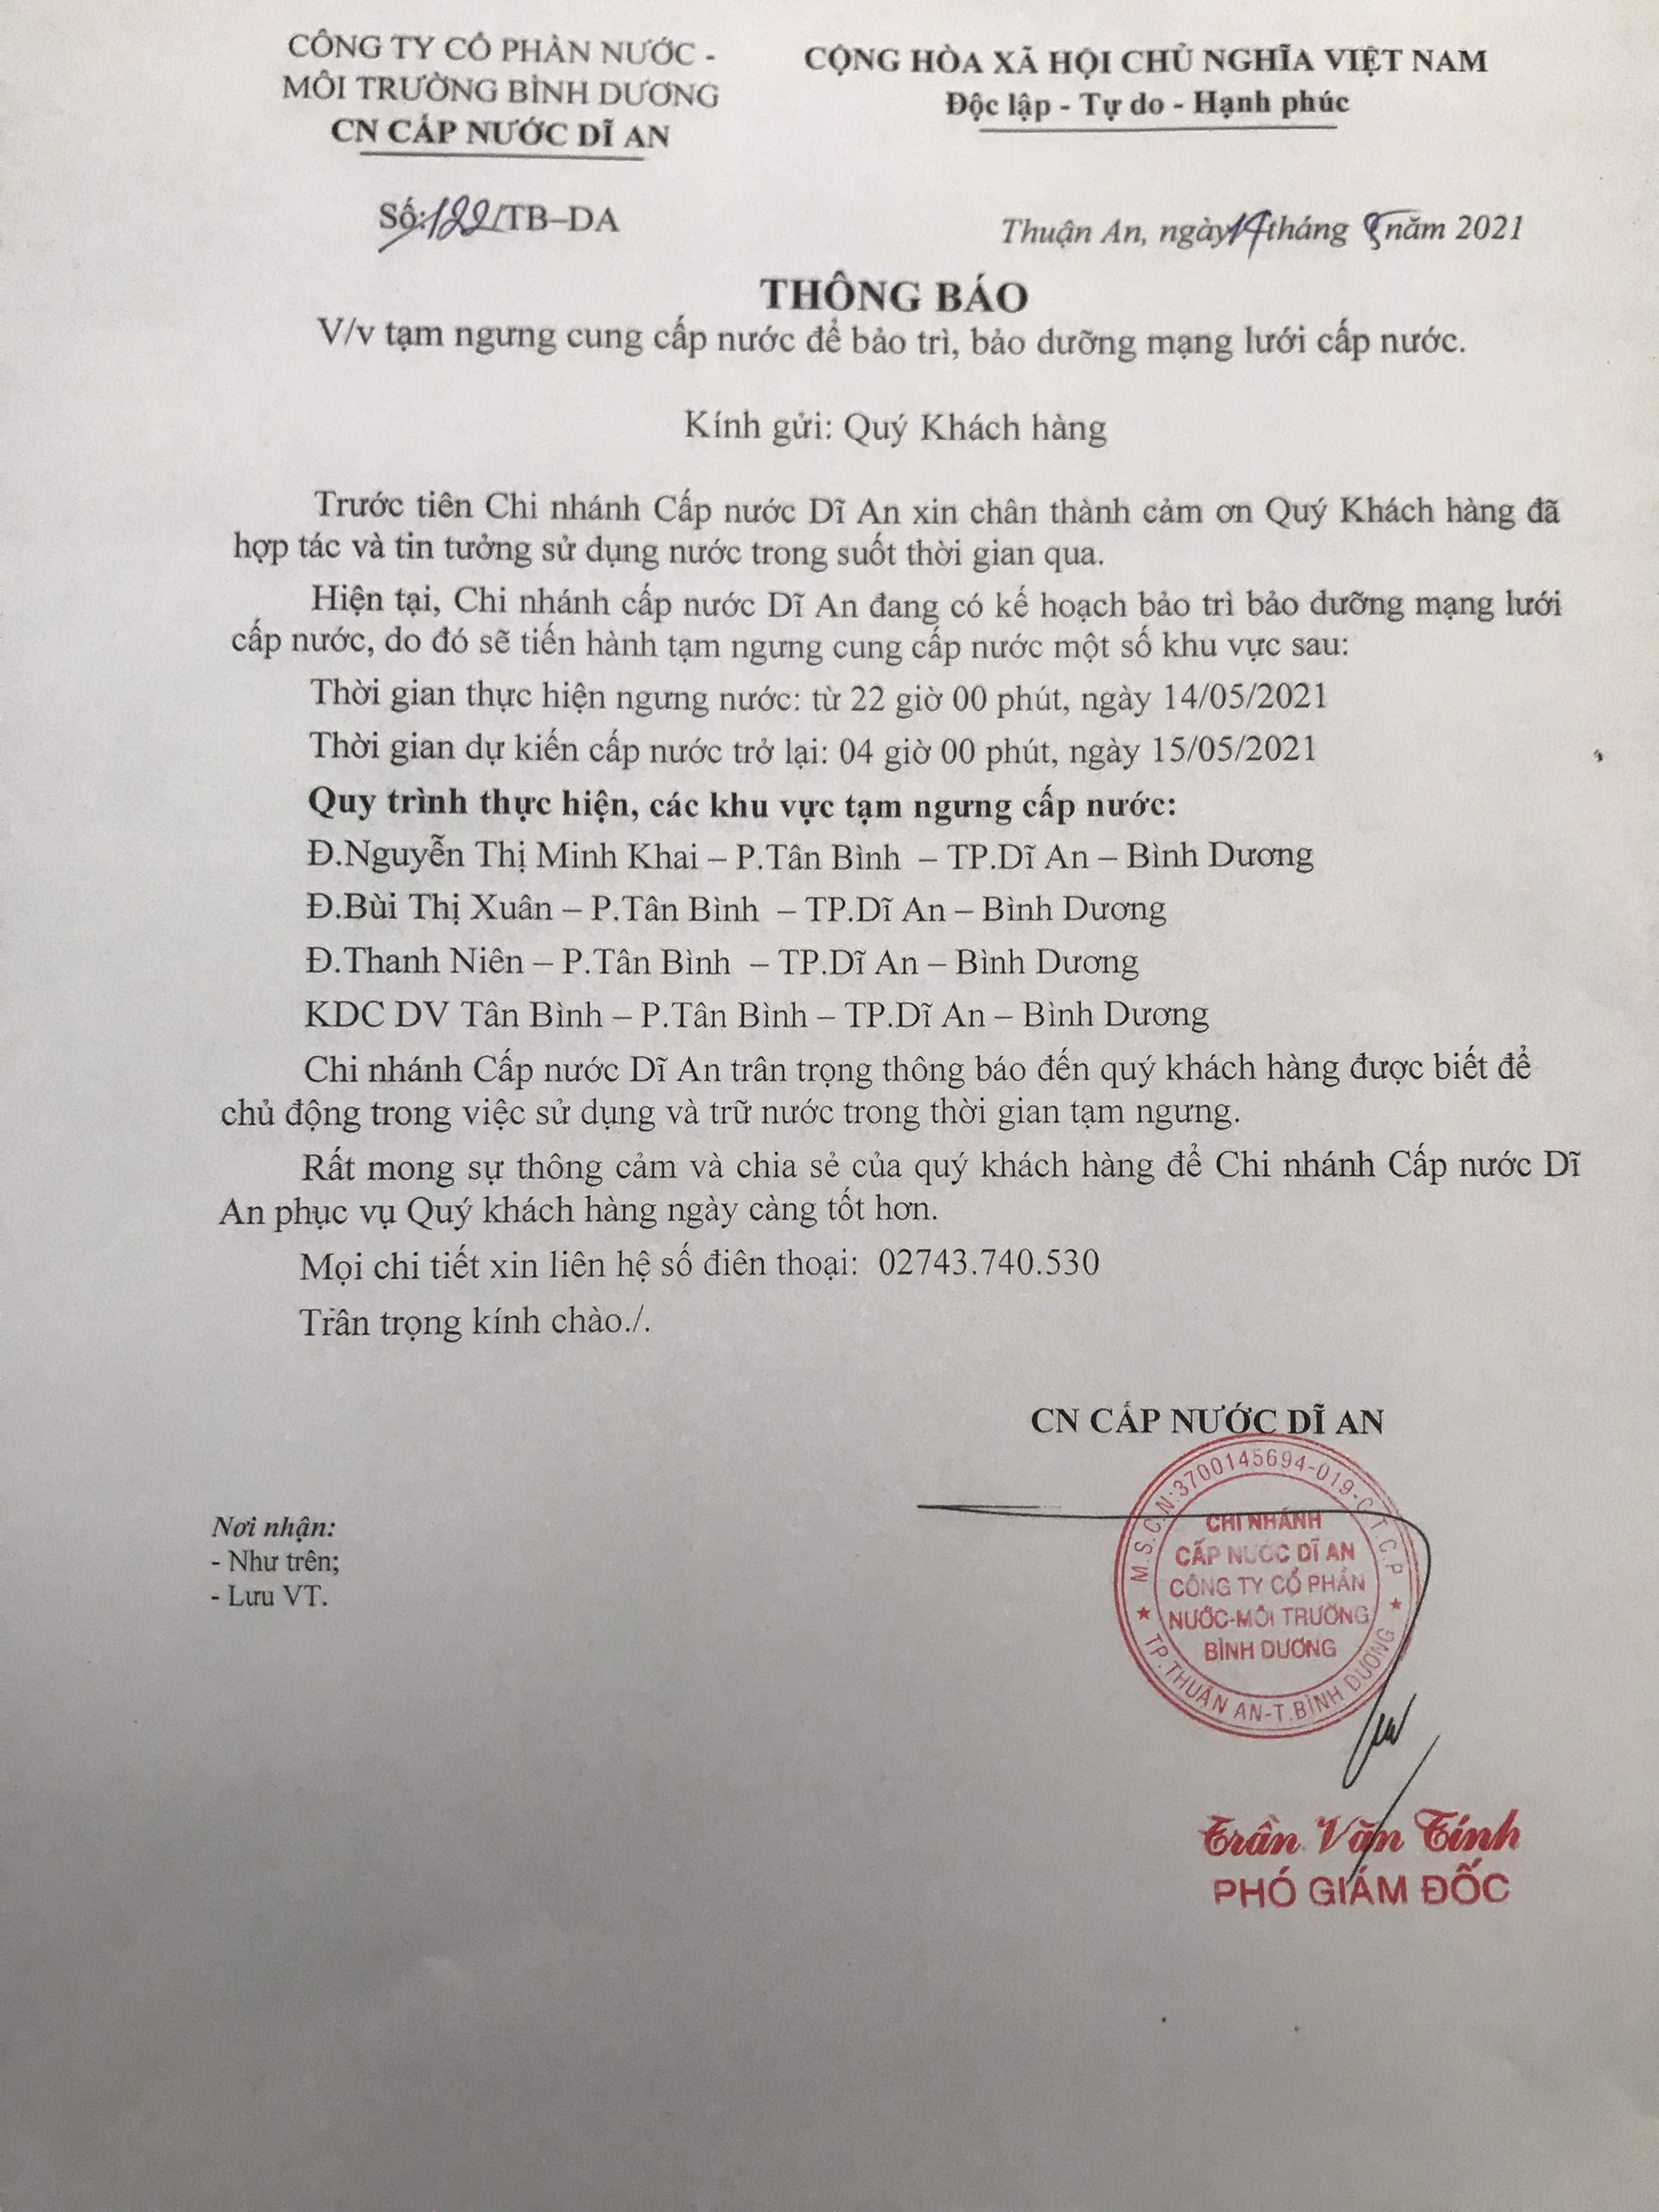 CÔNG TY CỔ PHẦN NƯỚC -
MÔI TRƯỜNG BÌNH DƯƠNG
CN CẤP NƯỚC DĨ AN
CỘNG HÒA XÃ HỘI CHỦ NGHĨA VIỆT NAM
Độc lập - Tự do - Hạnh phúc
Số:122/TB–DA
Thuận An, ngày 14 tháng 5 năm 2021
THÔNG BÁO
V/v tạm ngưng cung cấp nước để bảo trì, bảo dưỡng mạng lưới cấp nước.
Kính gửi: Quý Khách hàng
Trước tiên Chi nhánh Cấp nước Dĩ An xin chân thành cảm ơn Quý Khách hàng đã
hợp tác và tin tưởng sử dụng nước trong suốt thời gian qua.
Hiện tại, Chi nhánh cấp nước Dĩ An đang có kế hoạch bảo trì bảo dưỡng mạng lưới
cấp nước, do đó sẽ tiến hành tạm ngưng cung cấp nước một số khu vực sau:
Thời gian thực hiện ngưng nước: từ 22 giờ 00 phút, ngày 14/05/2021
Thời gian dự kiến cấp nước trở lại: 04 giờ 00 phút, ngày 15/05/2021
Quy trình thực hiện, các khu vực tạm ngưng cấp nước:
Đ.Nguyễn Thị Minh Khai – P.Tân Bình – TP.Dĩ An – Bình Dương
Đ.Bùi Thị Xuân – P.Tân Bình – TP.Dĩ An – Bình Dương
Đ.Thanh Niên – P.Tân Bình – TP.Dĩ An – Bình Dương
KDC DV Tân Bình – P.Tân Bình – TP.Dĩ An – Bình Dương
Chi nhánh Cấp nước Dĩ An trân trọng thông báo đến quý khách hàng được biết để
chủ động trong việc sử dụng và trữ nước trong thời gian tạm ngưng.
Rất mong sự thông cảm và chia sẻ của quý khách hàng để Chi nhánh Cấp nước Dĩ
An phục vụ Quý khách hàng ngày càng tốt hơn.
Mọi chi tiết xin liên hệ số điên thoại: 02743.740.530
Trân trọng kính chào./.
CN CẤP NƯỚC DĨ AN
Nơi nhận:
- Như trên;
- Lưu VT.
M.S.C.N:3700145694-019-C.T.C.P
CHI NHÁNH
CẤP NƯỚC DĨ AN
CÔNG TY CỔ PHẦN
NƯỚC-MÔI TRƯỜNG
BÌNH DƯƠNG
TP.THUẬN AN-T.BÌNH DƯƠNG
Trần Văn Tính
PHÓ GIÁM ĐỐC